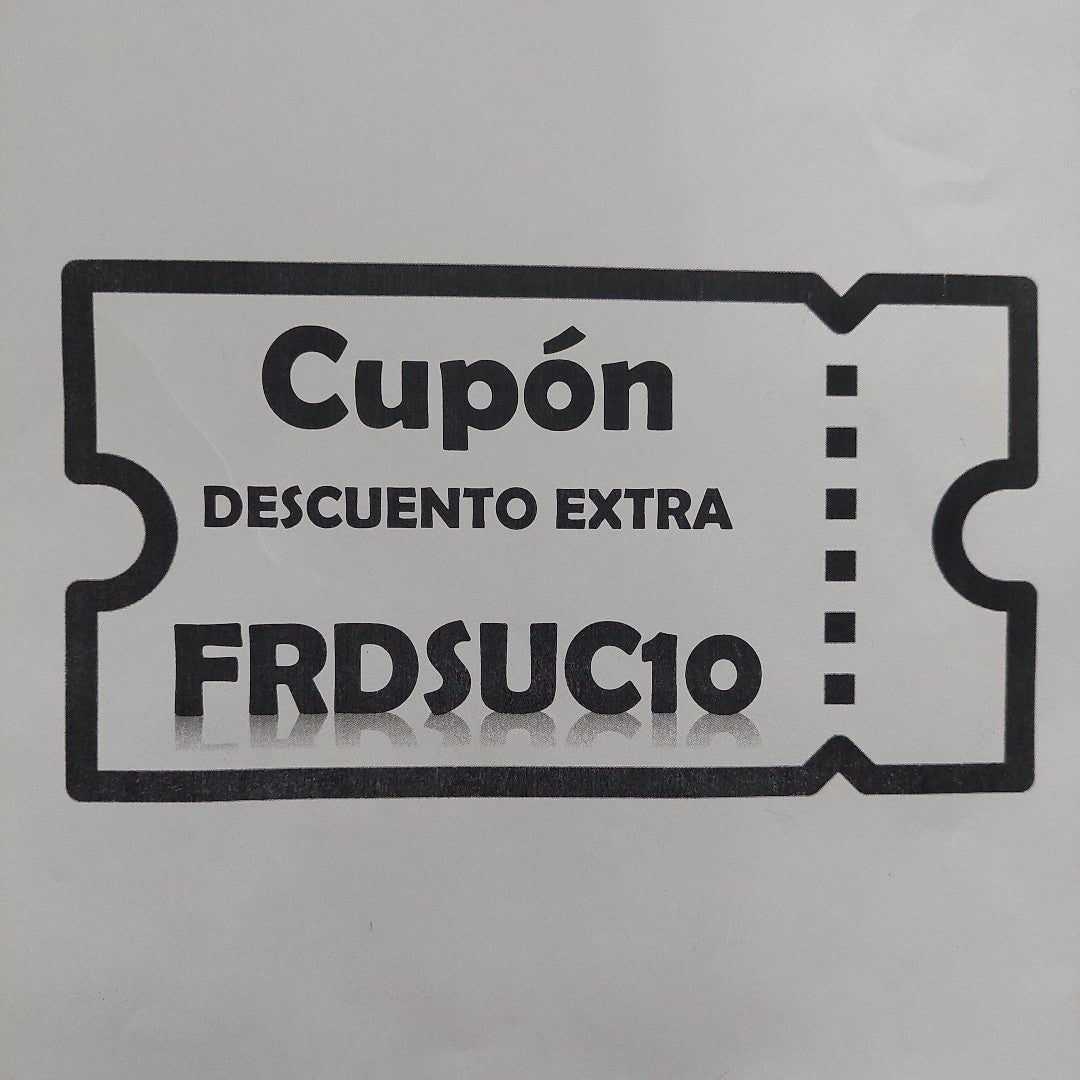 Cupón
DESCUENTO EXTRA
FRDSUC10